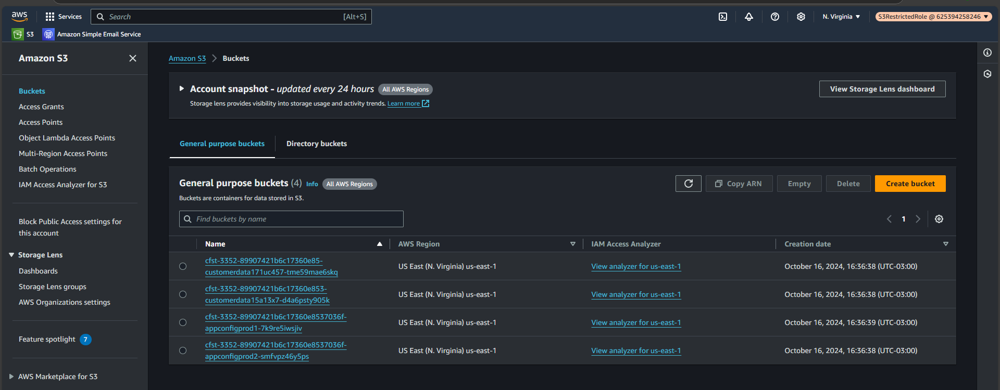 aws
Services
Search
[Alt+S]
N. Virginia
S3RestrictedRole @ 625394258246
S3
Amazon Simple Email Service
Amazon S3
Buckets
Access Grants
Access Points
Object Lambda Access Points
Multi-Region Access Points
Batch Operations
IAM Access Analyzer for S3
Block Public Access settings for
this account
Storage Lens
Dashboards
Storage Lens groups
AWS Organizations settings
Feature spotlight 7
AWS Marketplace for S3
Amazon S3 > Buckets
Account snapshot - updated every 24 hours All AWS Regions
Storage lens provides visibility into storage usage and activity trends. Learn more
View Storage Lens dashboard
General purpose buckets
Directory buckets
General purpose buckets (4) Info All AWS Regions
Buckets are containers for data stored in S3.
Copy ARN
Empty
Delete
Create bucket
Find buckets by name
1
Name
AWS Region
IAM Access Analyzer
Creation date
cfst-3352-89907421b6c17360e85-
customerdata171uc457-tme59mae6skq
US East (N. Virginia) us-east-1
View analyzer for us-east-1
October 16, 2024, 16:36:38 (UTC-03:00)
cfst-3352-89907421b6c17360e853-
customerdata15a13x7-d4a6psty905k
US East (N. Virginia) us-east-1
View analyzer for us-east-1
October 16, 2024, 16:36:38 (UTC-03:00)
cfst-3352-89907421b6c17360e8537036f-
appconfigprod1-7k9re5iwsjiv
US East (N. Virginia) us-east-1
View analyzer for us-east-1
October 16, 2024, 16:36:39 (UTC-03:00)
cfst-3352-89907421b6c17360e8537036f-
appconfigprod2-smfvpz46y5ps
US East (N. Virginia) us-east-1
View analyzer for us-east-1
October 16, 2024, 16:36:38 (UTC-03:00)